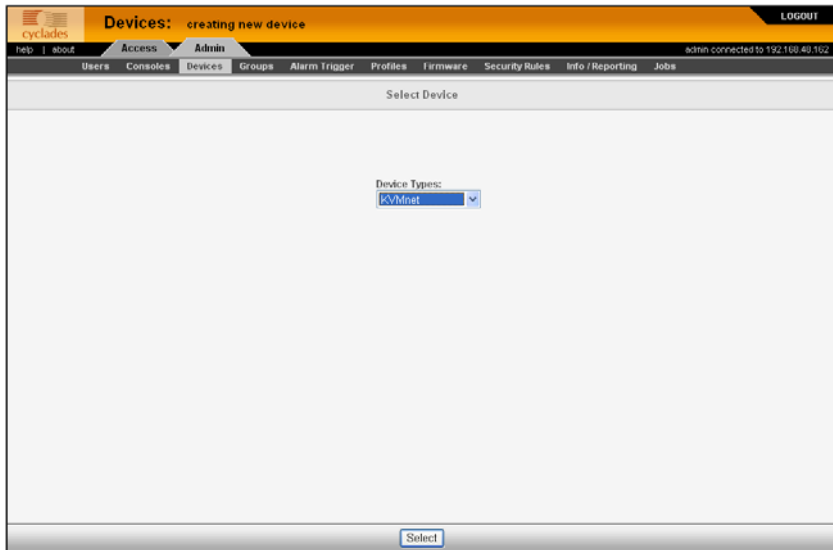 cyclades
Devices: creating new device
LOGOUT
help | about
Access
Admin
admin connected to 192.168.48.162
Users Consoles Devices Groups Alarm Trigger Profiles Firmware Security Rules Info / Reporting Jobs
Select Device
Device Types:
KVMnet
Select